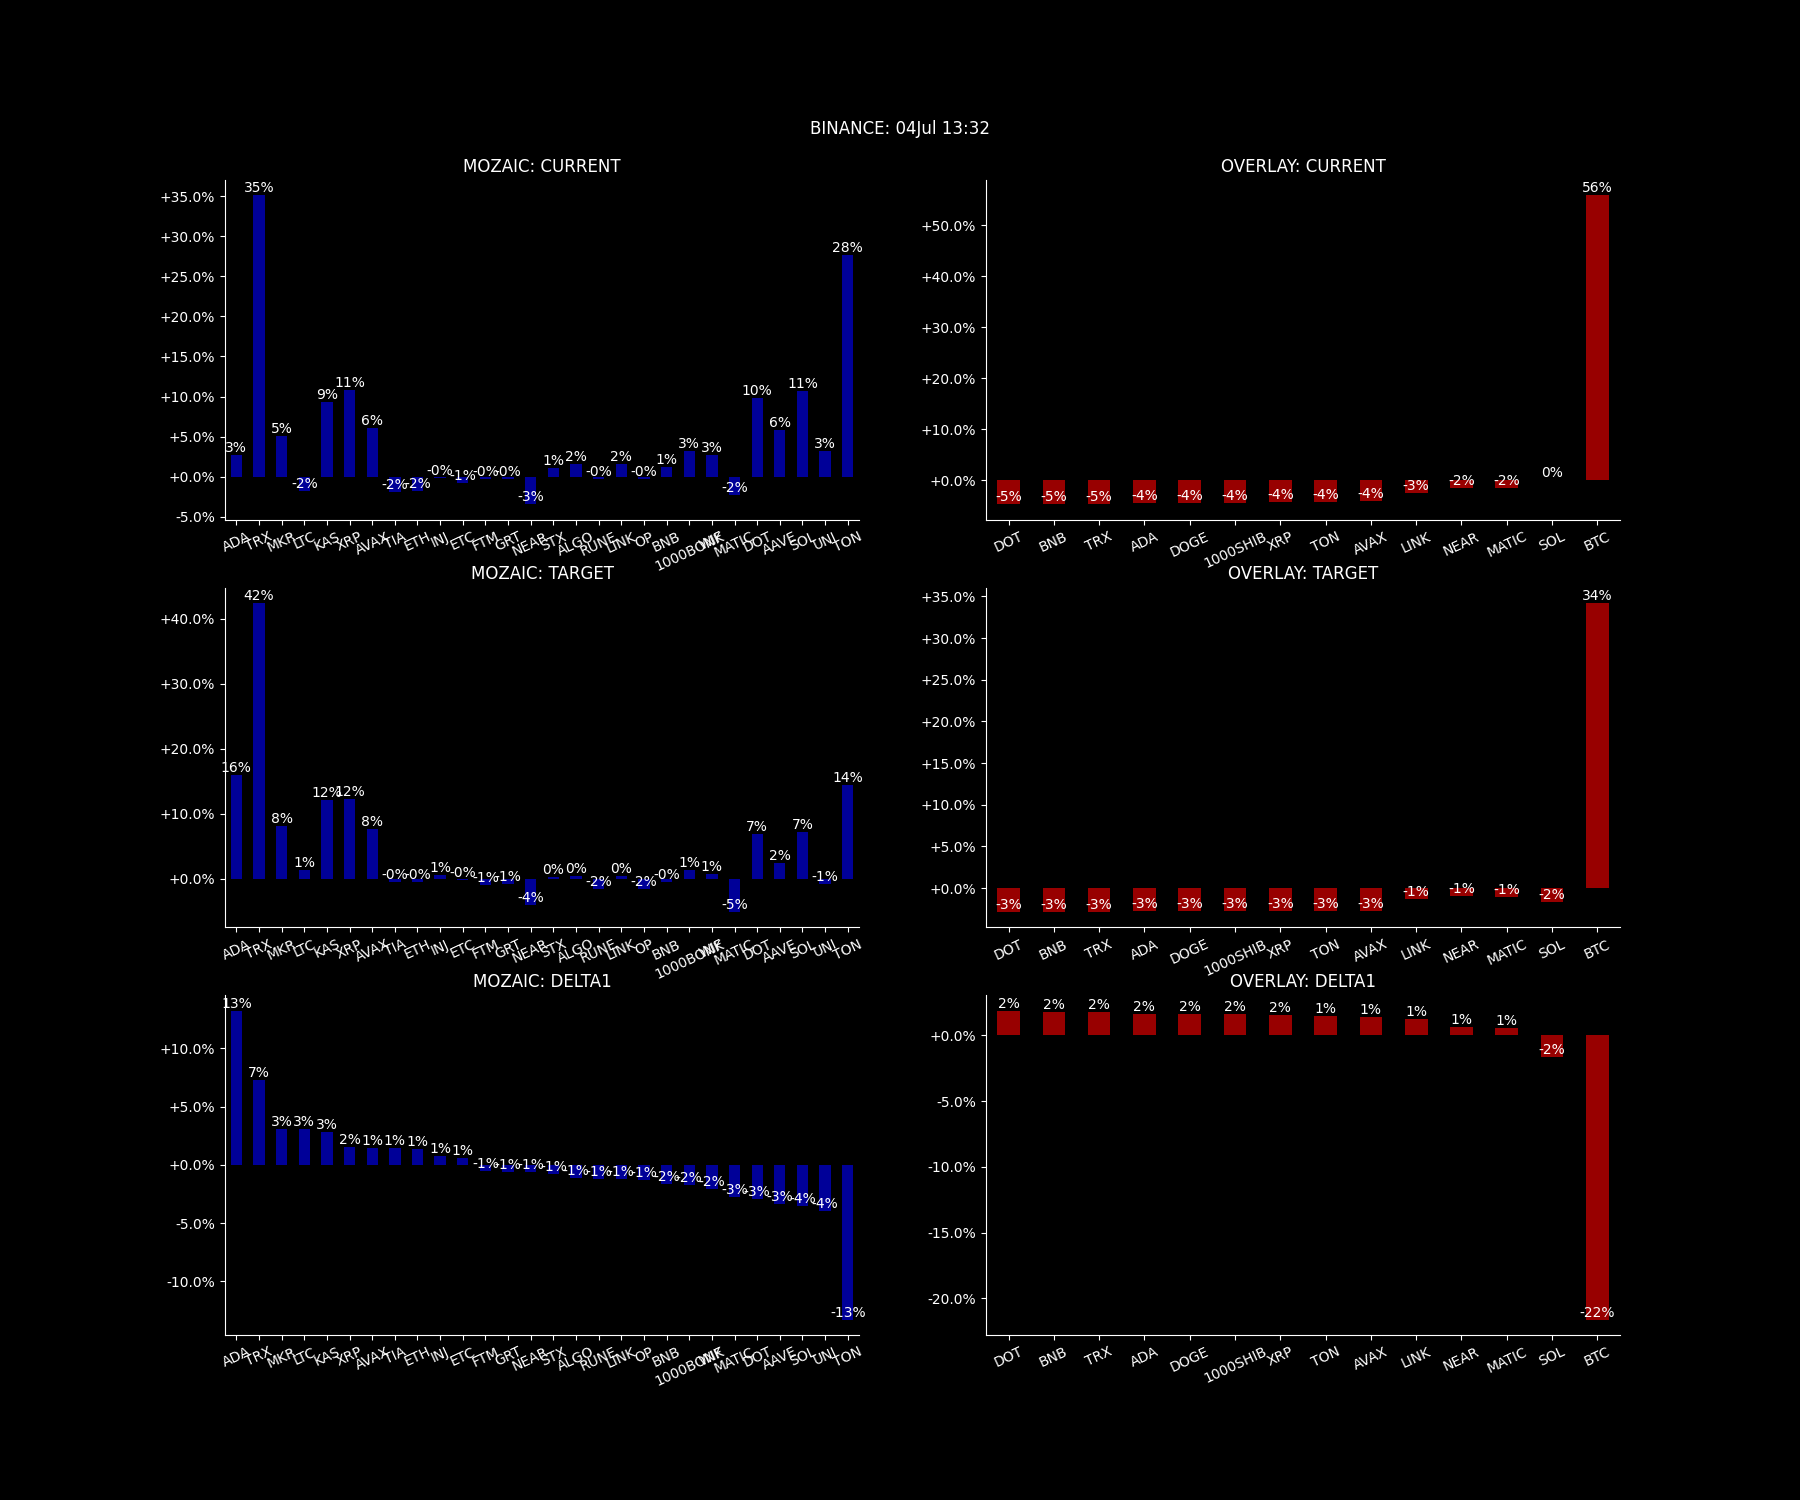 BINANCE: 04Jul 13:32
MOZAIC: CURRENT
+35.0%
+30.0%
+25.0%
+20.0%
+15.0%
+10.0%
+5.0%
+0.0%
-5.0%
3% 35% 5% -2% 9% 11% 6% -2% -2% -0% -1% -0% -0% -3% 1% 2% -0% 2% -0% 1% 3% 3% -2% 10% 6% 11% 3% 28%
ADA TRX MKR LTC KAS XRP AVAX TIA ETH INJ ETC FTM GRT NEAR STX ALGO RUNE LINK OP BNB 1000BONK WIF MATIC DOT AAVE SOL UNI TON
OVERLAY: CURRENT
+50.0%
+40.0%
+30.0%
+20.0%
+10.0%
+0.0%
-5% -5% -5% -4% -4% -4% -4% -4% -4% -3% -2% -2% 0% 56%
DOT BNB TRX ADA DOGE 1000SHIB XRP TON AVAX LINK NEAR MATIC SOL BTC
MOZAIC: TARGET
+40.0%
+30.0%
+20.0%
+10.0%
+0.0%
16% 42% 8% 1% 12% 12% 8% -0% -0% 1% -0% -1% -1% -4% 0% 0% -2% 0% -2% -0% 1% 1% -5% 7% 2% 7% -1% 14%
ADA TRX MKR LTC KAS XRP AVAX TIA ETH INJ ETC FTM GRT NEAR STX ALGO RUNE LINK OP BNB 1000BONK WIF MATIC DOT AAVE SOL UNI TON
OVERLAY: TARGET
+35.0%
+30.0%
+25.0%
+20.0%
+15.0%
+10.0%
+5.0%
+0.0%
-3% -3% -3% -3% -3% -3% -3% -3% -3% -1% -1% -1% -2% 34%
DOT BNB TRX ADA DOGE 1000SHIB XRP TON AVAX LINK NEAR MATIC SOL BTC
MOZAIC: DELTA1
+10.0%
+5.0%
+0.0%
-5.0%
-10.0%
13% 7% 3% 3% 3% 2% 1% 1% 1% 1% 1% -1% -1% -1% -1% -1% -1% -1% -1% -2% -2% -2% -3% -3% -3% -4% -4% -13%
ADA TRX MKR LTC KAS XRP AVAX TIA ETH INJ ETC FTM GRT NEAR STX ALGO RUNE LINK OP BNB 1000BONK WIF MATIC DOT AAVE SOL UNI TON
OVERLAY: DELTA1
+0.0%
-5.0%
-10.0%
-15.0%
-20.0%
2% 2% 2% 2% 2% 2% 2% 1% 1% 1% 1% 1% -2% -22%
DOT BNB TRX ADA DOGE 1000SHIB XRP TON AVAX LINK NEAR MATIC SOL BTC